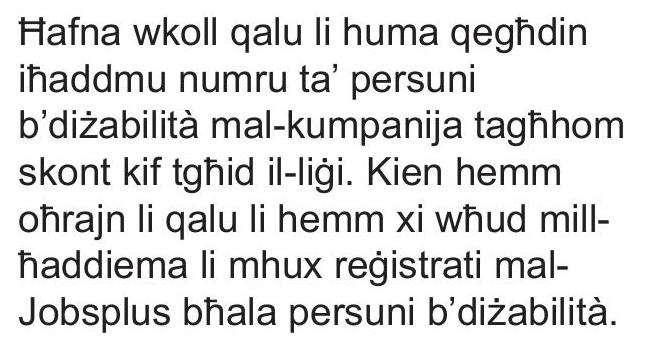 Ħafna wkoll qalu li huma qegħdin
iħaddmu numru ta’ persuni
b’diżabilità mal-kumpanija tagħhom
skont kif tgħid il-liġi. Kien hemm
oħrajn li qalu li hemm xi wħud mill-
ħaddiema li mhux reġistrati mal-
Jobsplus bħala persuni b’diżabilità.